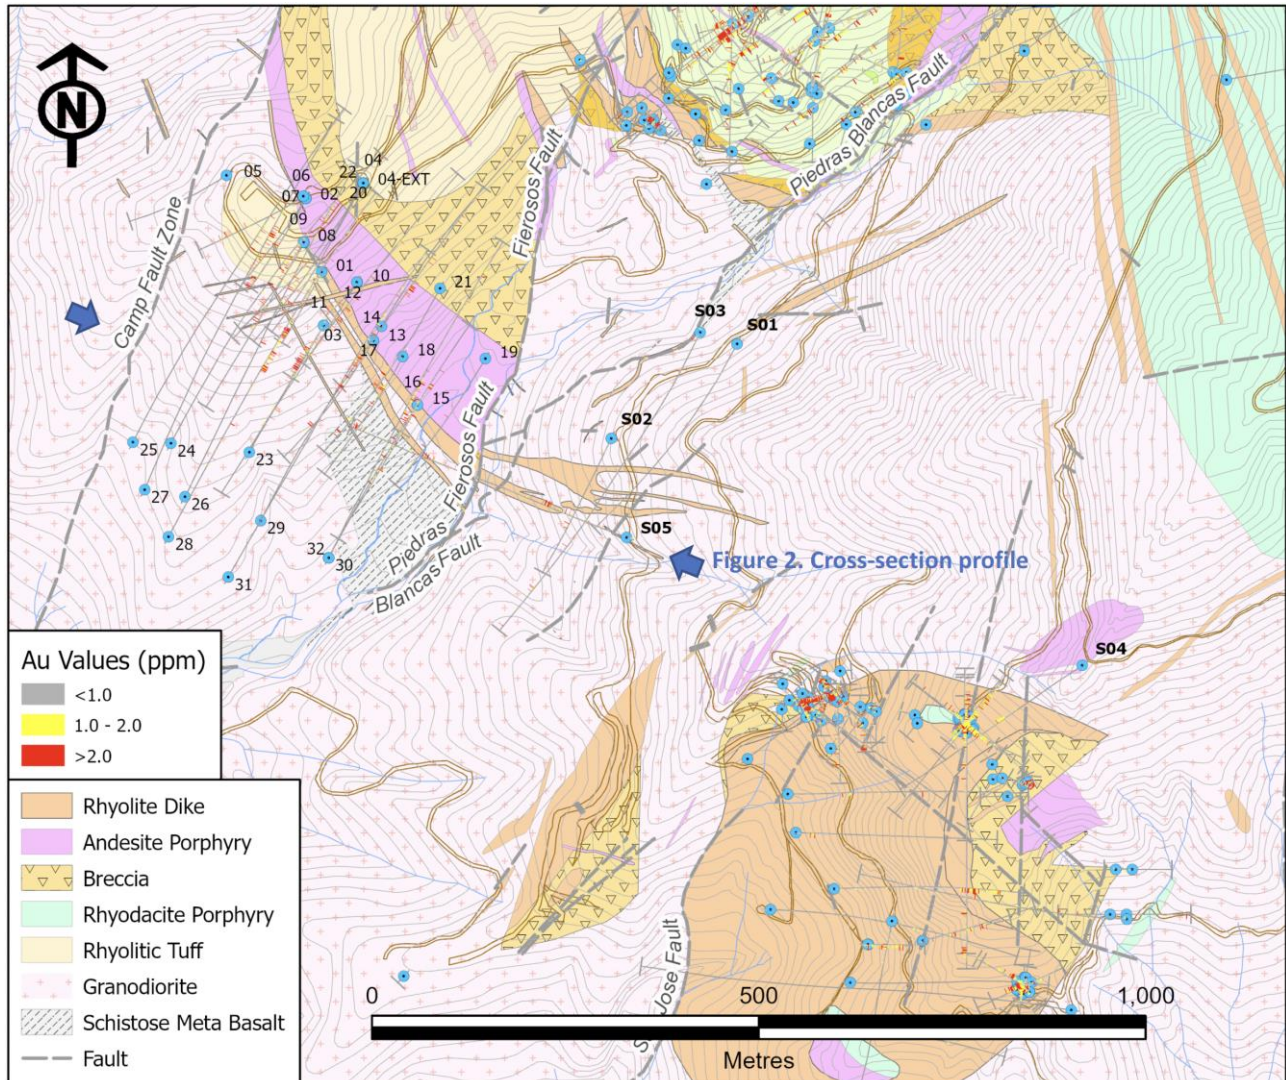 N
Camp Fault Zone
Fierosos Fault
Piedras Blancas Fault
05
06
07
02
09
08
22
04
04-EXT
20
01
10
12
11
21
14
13
03
17
18
19
16
15
S03
S01
S02
S05
25
24
23
27
26
28
29
32
30
31
Fierosos Fault
Piedras
Blancas Fault
Figure 2. Cross-section profile
S04
Jose Fault
Au Values (ppm)
<1.0
1.0 - 2.0
>2.0
Rhyolite Dike
Andesite Porphyry
Breccia
Rhyodacite Porphyry
Rhyolitic Tuff
Granodiorite
Schistose Meta Basalt
Fault
0
500
1,000
Metres